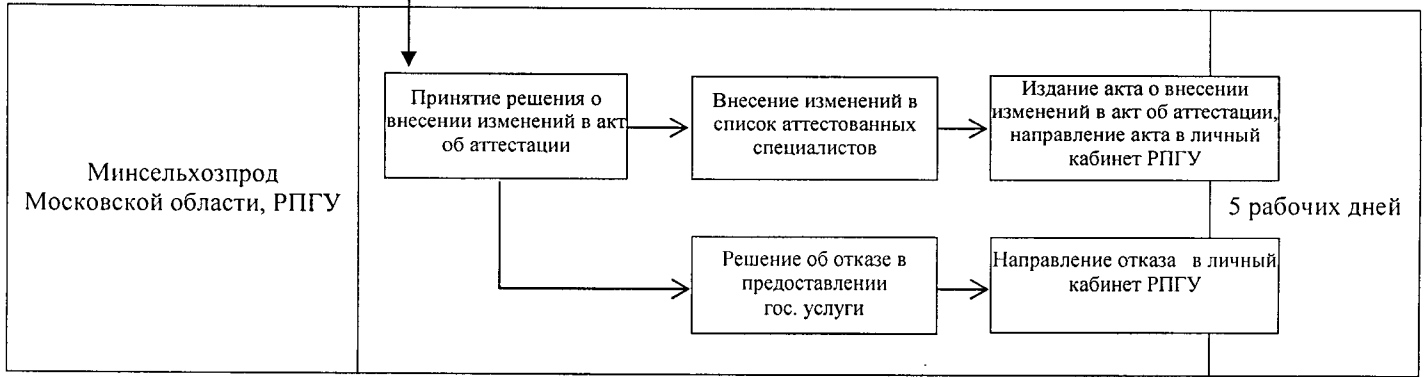 Минсельхозпрод
Московской области, РПГУ
Принятие решения о
внесении изменений в акт
об аттестации
Внесение изменений в
список аттестованных
специалистов
Издание акта о внесении
изменений в акт об аттестации,
направление акта в личный
кабинет РПГУ
Решение об отказе в
предоставлении
гос. услуги
Направление отказа в личный
кабинет РПГУ
5 рабочих дней